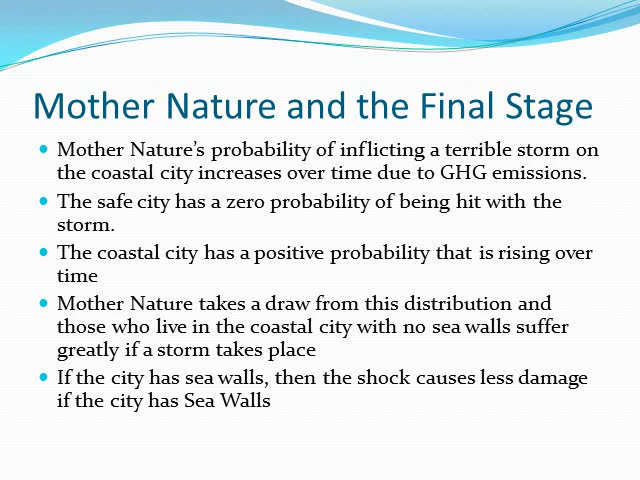 Mother Nature and the Final Stage
Mother Nature’s probability of inflicting a terrible storm on
the coastal city increases over time due to GHG emissions.
The safe city has a zero probability of being hit with the
storm.
The coastal city has a positive probability that is rising over
time
Mother Nature takes a draw from this distribution and
those who live in the coastal city with no sea walls suffer
greatly if a storm takes place
If the city has sea walls, then the shock causes less damage
if the city has Sea Walls